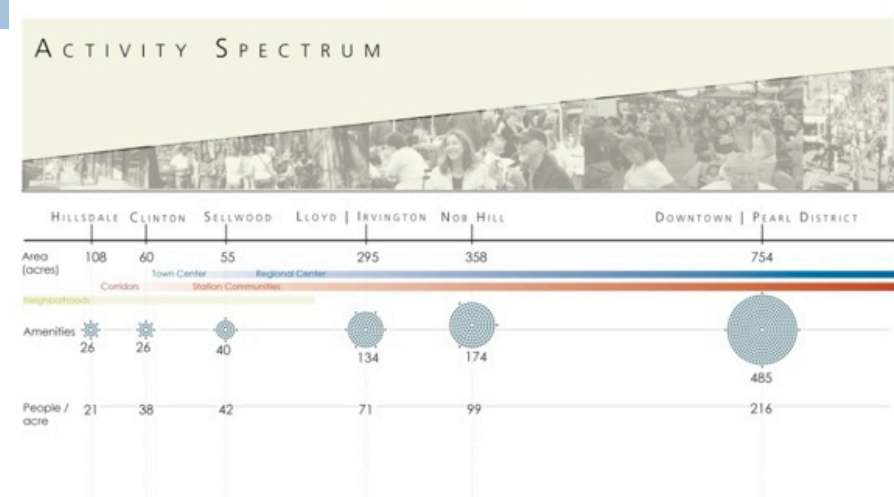 ACTIVITY SPECTRUM
HILLSDALE CLINTON SELLWOOD LLOYD | IRVINGTON NOB HILL DOWNTOWN | PEARL DISTRICT
Area 108 60 55 295 358 754
(acres)
Town Center Regional Center
Corridors Station Communities
Neighborhoods
Amenities
26 26 40 134 174 485
People / 21 38 42 71 99 216
acre